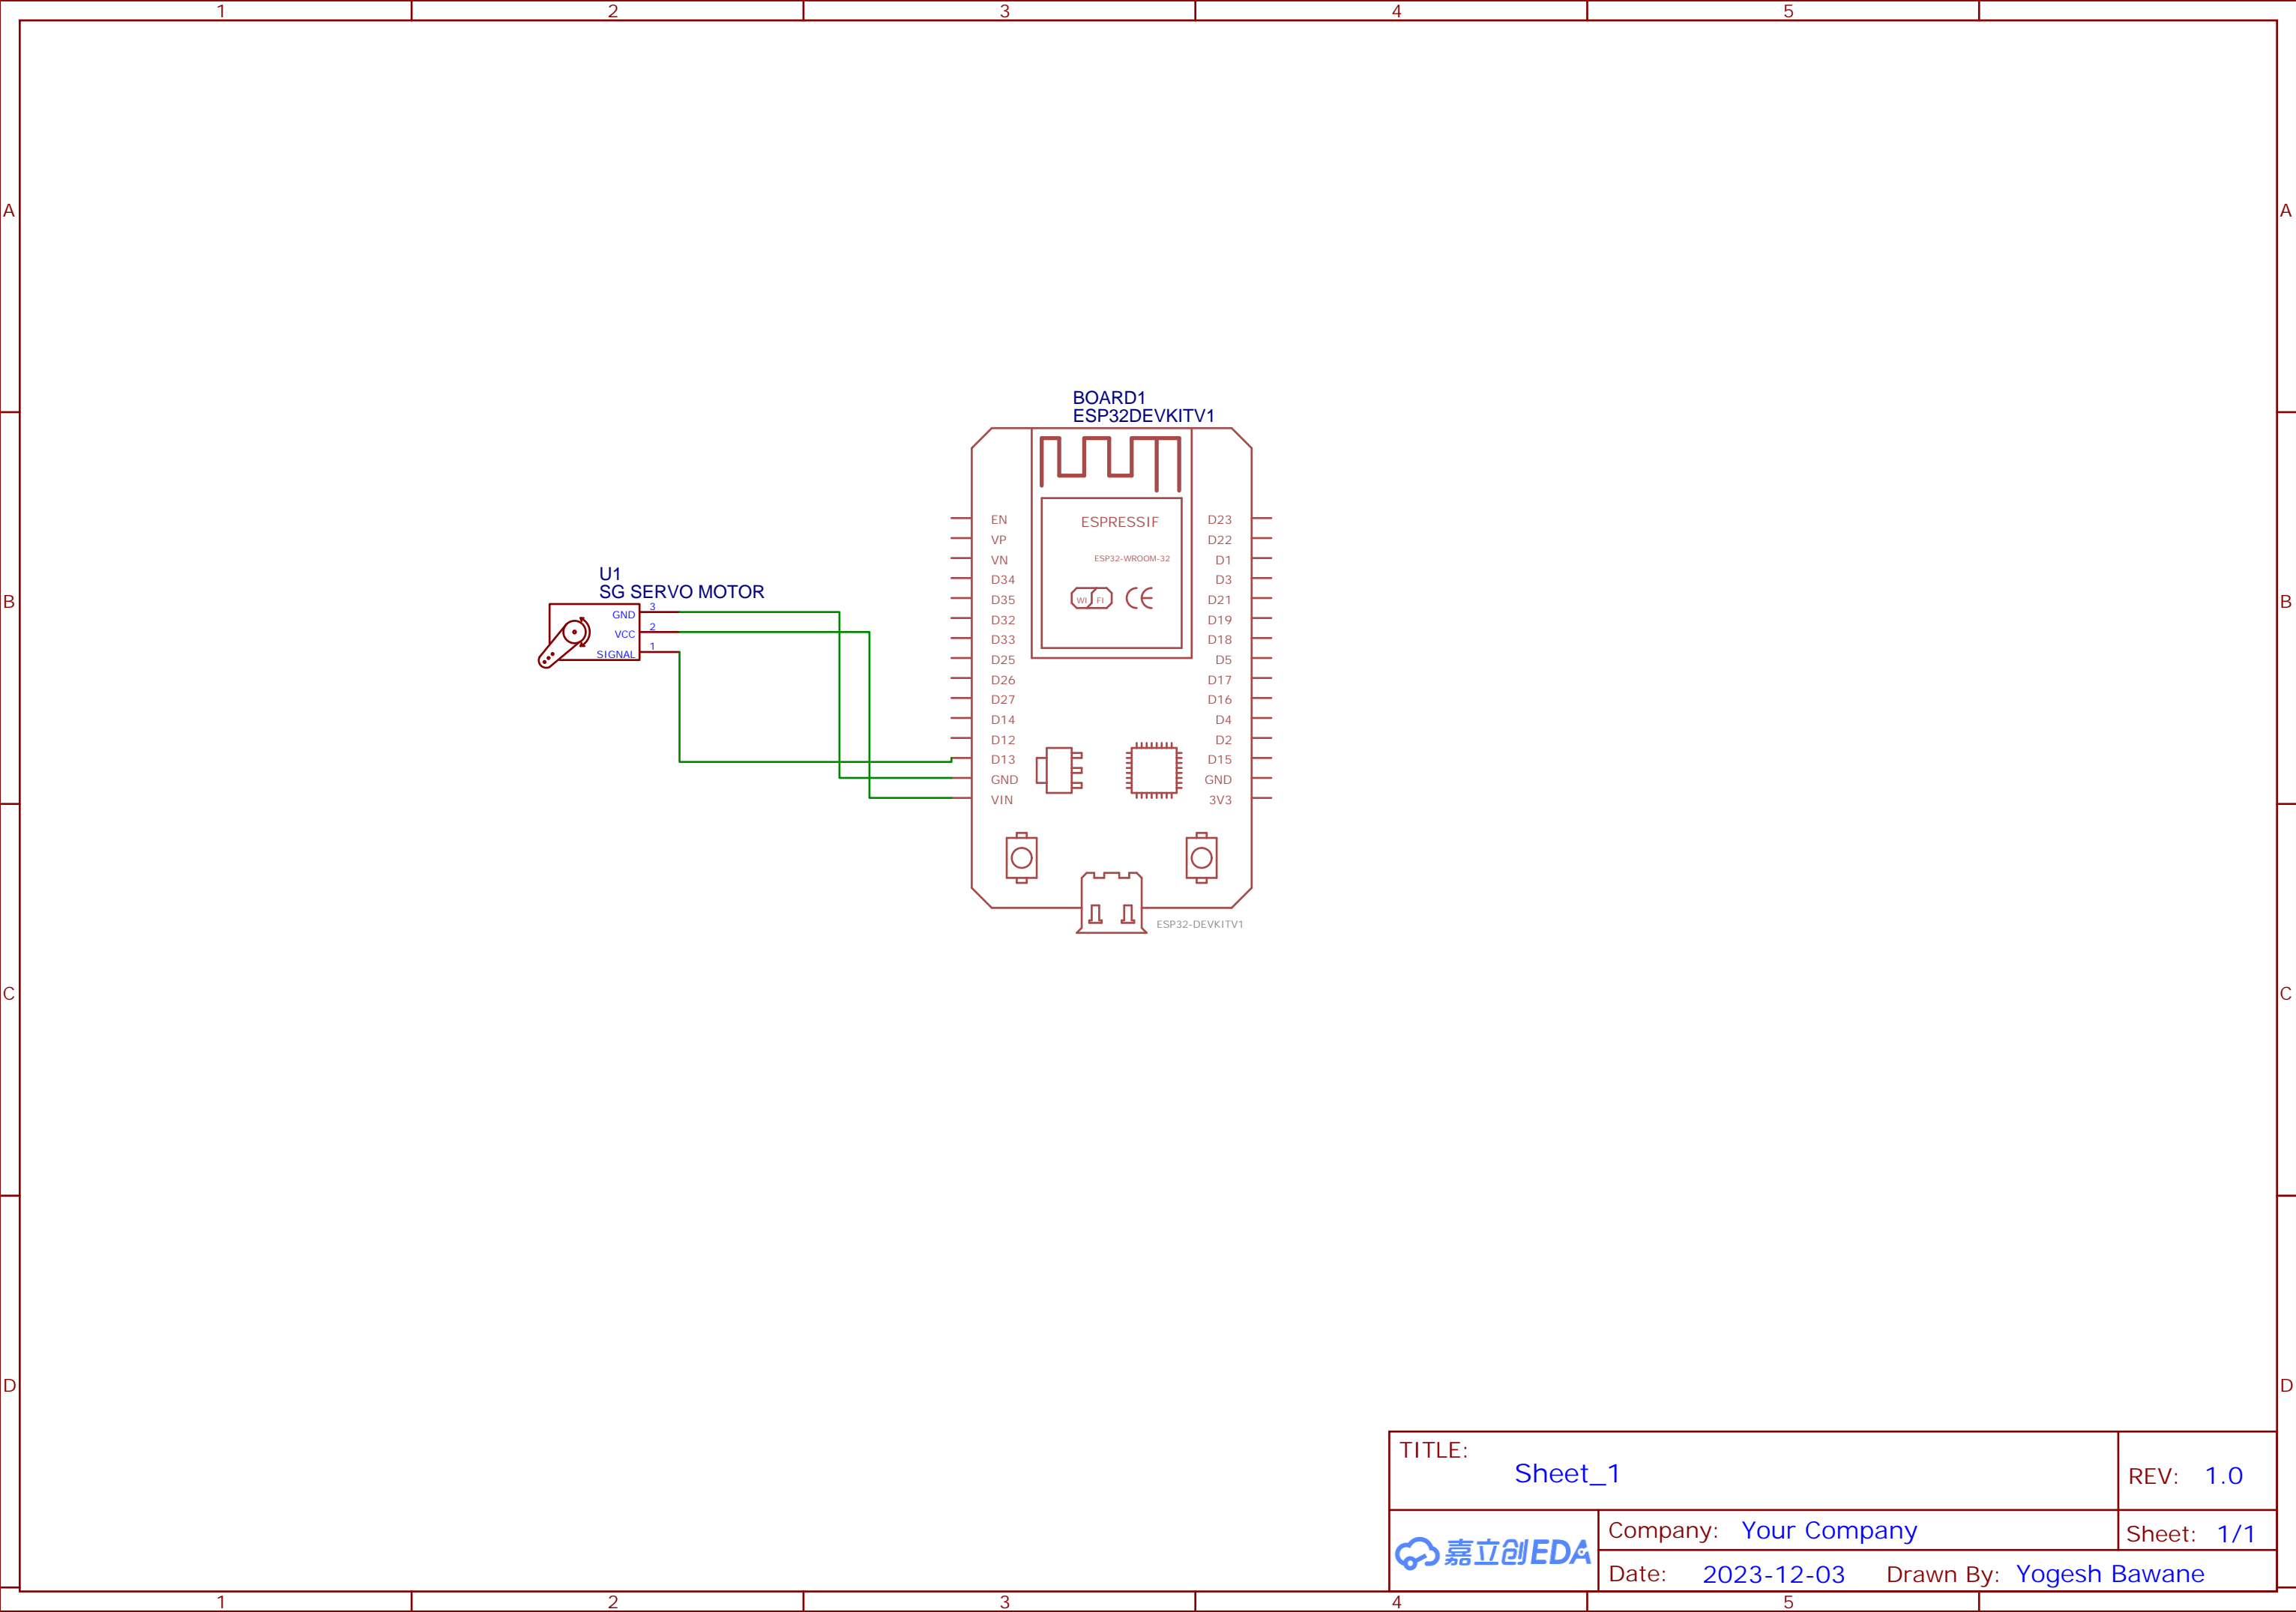 1 2 3 4 5
A A
BOARD1
ESP32DEVKITV1
EN ESPRESSIF D23
VP D22
VN ESP32-WROOM-32 D1
D34 D3
D35 WI FI CE D21
D32 D19
D33 D18
D25 D5
D26 D17
D27 D16
D14 D4
D12 D2
D13 D15
GND GND
VIN 3V3
ESP32-DEVKITV1
B B
U1
SG SERVO MOTOR
GND 3
VCC 2
SIGNAL 1
C C
D D
TITLE:
Sheet_1
REV: 1.0
嘉立创EDA
Company: Your Company
Sheet: 1/1
Date: 2023-12-03 Drawn By: Yogesh Bawane
1 2 3 4 5